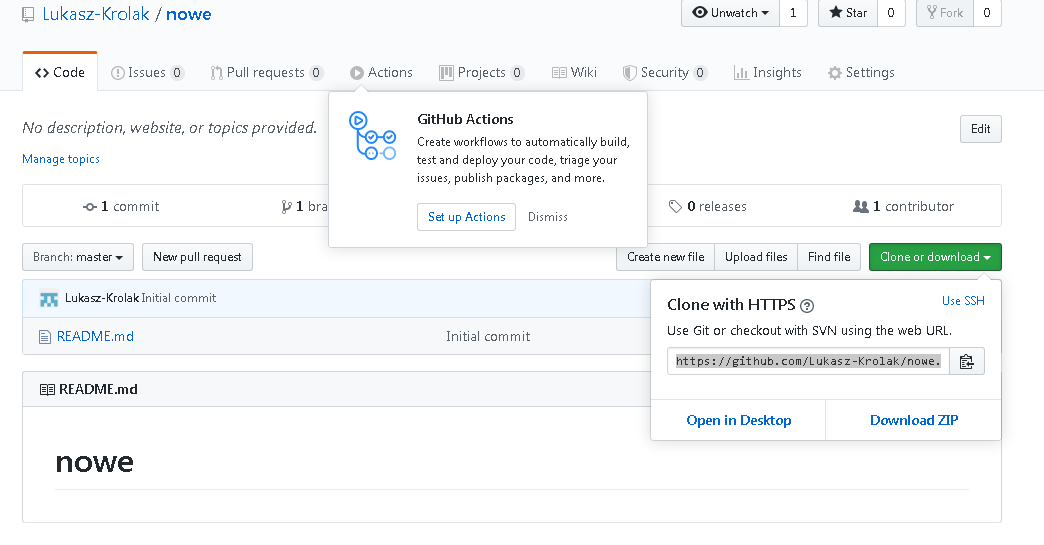 Lukasz-Krolak / nowe
Unwatch 1 Star 0 Fork 0
Code Issues 0 Pull requests 0 Actions Projects 0 Wiki Security 0 Insights Settings
No description, website, or topics provided. Edit
Manage topics
GitHub Actions
Create workflows to automatically build,
test and deploy your code, triage your
issues, publish packages, and more.
Set up Actions Dismiss
1 commit 1 bra 0 releases 1 contributor
Branch: master New pull request Create new file Upload files Find file Clone or download
Lukasz-Krolak Initial commit
README.md Initial commit
Clone with HTTPS Use SSH
Use Git or checkout with SVN using the web URL.
https://github.com/Lukasz-Krolak/nowe.
Open in Desktop Download ZIP
README.md
nowe